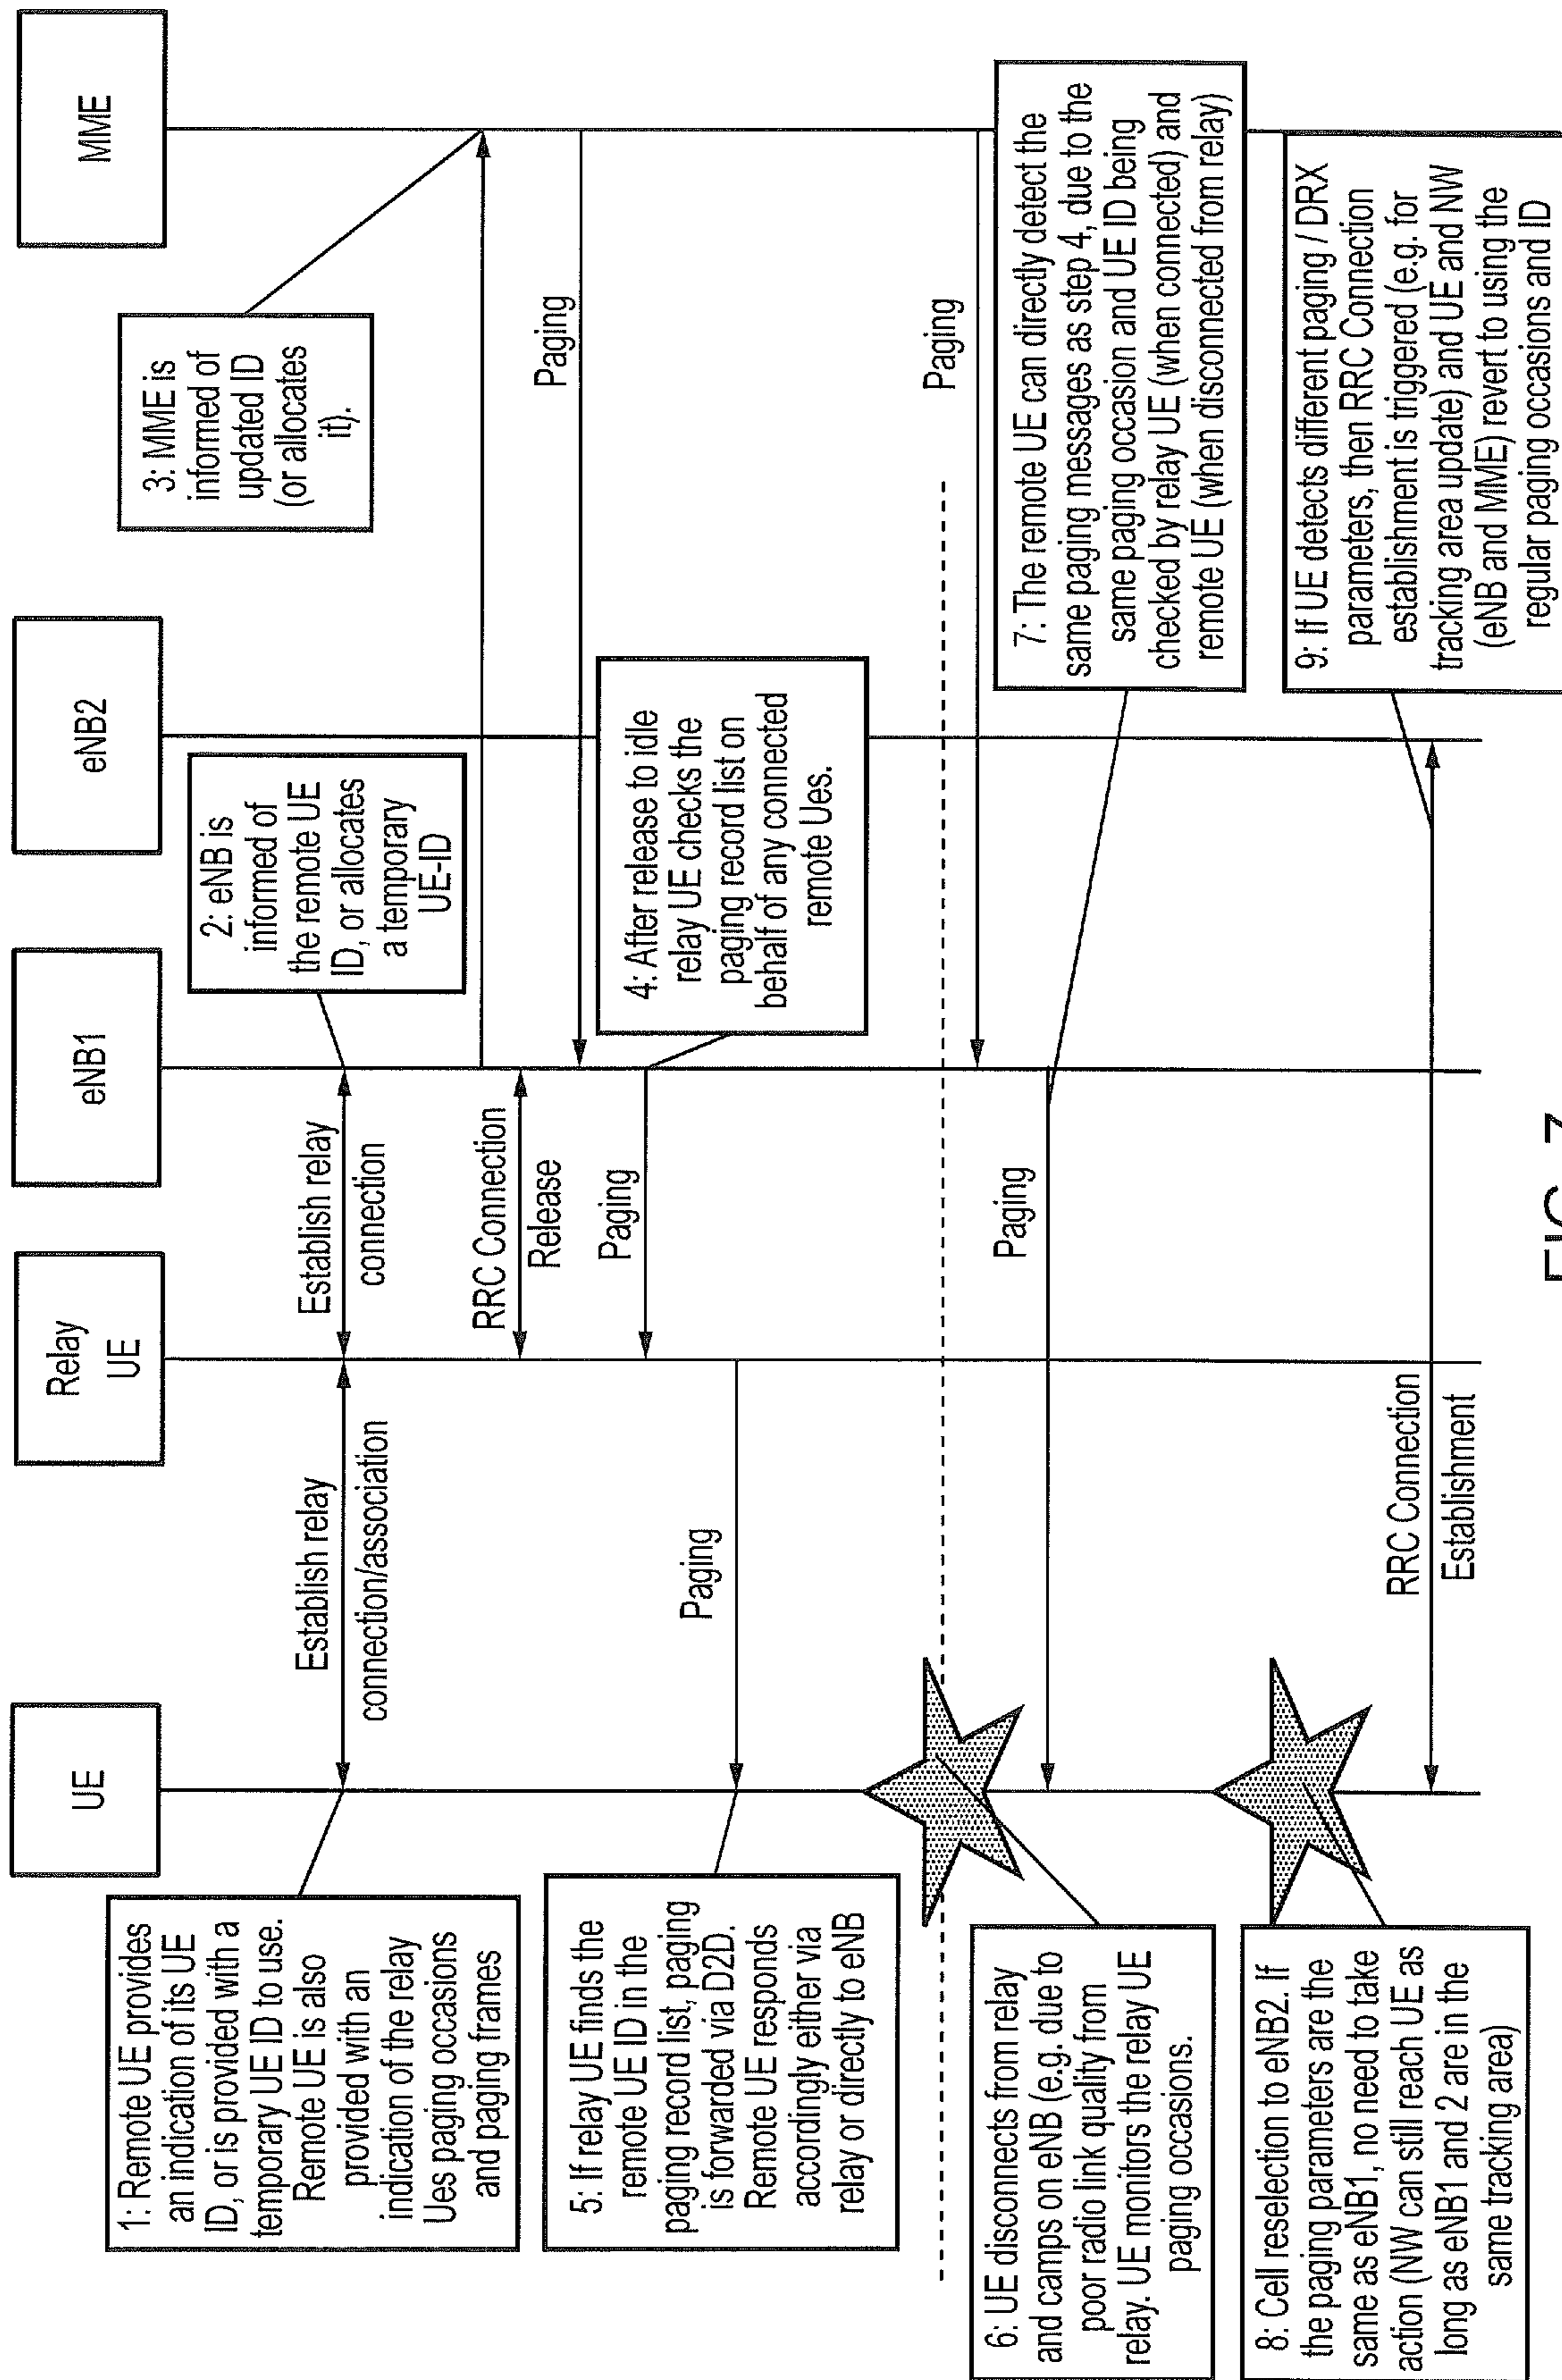 UE
Relay
UE
eNB1
eNB2
MME
1: Remote UE provides
an indication of its UE
ID, or is provided with a
temporary UE ID to use.
Remote UE is also
provided with an
indication of the relay
Ues paging occasions
and paging frames
Establish relay
connection/association
Establish relay
connection
2: eNB is
informed of
the remote UE
ID, or allocates
a temporary
UE-ID
3: MME is
informed of
updated ID
(or allocates
it).
RRC Connection
Release
Paging
Paging
4: After release to idle
relay UE checks the
paging record list on
behalf of any connected
remote Ues.
5: If relay UE finds the
remote UE ID in the
paging record list, paging
is forwarded via D2D.
Remote UE responds
accordingly either via
relay or directly to eNB
Paging
6: UE disconnects from relay
and camps on eNB (e.g. due to
poor radio link quality from
relay. UE monitors the relay UE
paging occasions.
Paging
Paging
7: The remote UE can directly detect the
same paging messages as step 4, due to the
same paging occasion and UE ID being
checked by relay UE (when connected) and
remote UE (when disconnected from relay)
8: Cell reselection to eNB2. If
the paging parameters are the
same as eNB1, no need to take
action (NW can still reach UE as
long as eNB1 and 2 are in the
same tracking area)
RRC Connection
Establishment
9: If UE detects different paging / DRX
parameters, then RRC Connection
establishment is triggered (e.g. for
tracking area update) and UE and NW
(eNB and MME) revert to using the
regular paging occasions and ID